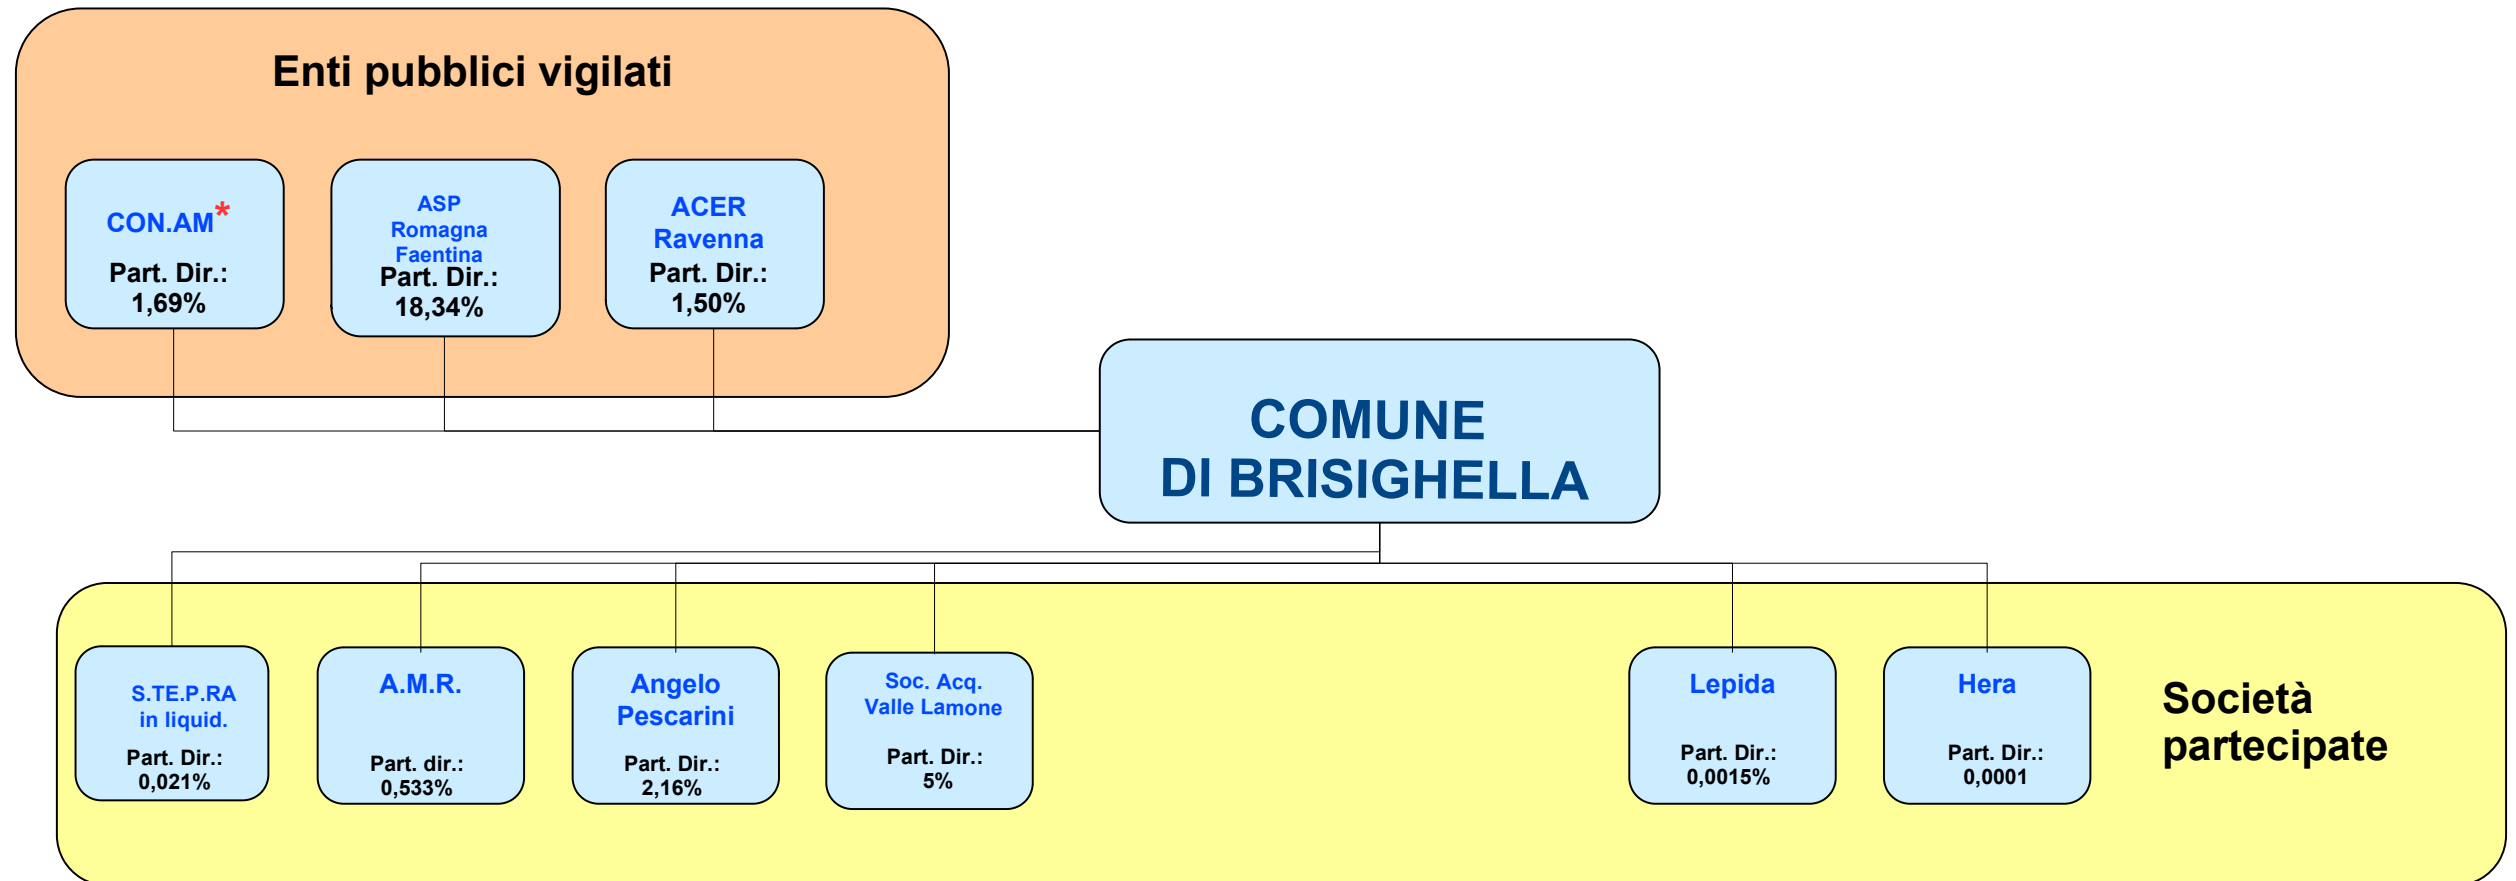 Enti pubblici vigilati
CON.AM*
Part. Dir.:
1,69%
ASP
Romagna
Faentina
Part. Dir.:
18,34%
ACER
Ravenna
Part. Dir.:
1,50%
COMUNE
DI BRISIGHELLA
S.TE.P.RA
in liquid.
Part. Dir.:
0,021%
A.M.R.
Part. dir.:
0,533%
Angelo
Pescarini
Part. Dir.:
2,16%
Soc. Acq.
Valle Lamone
Part. Dir.:
5%
Lepida
Part. Dir.:
0,0015%
Hera
Part. Dir.:
0,0001
Società
partecipate